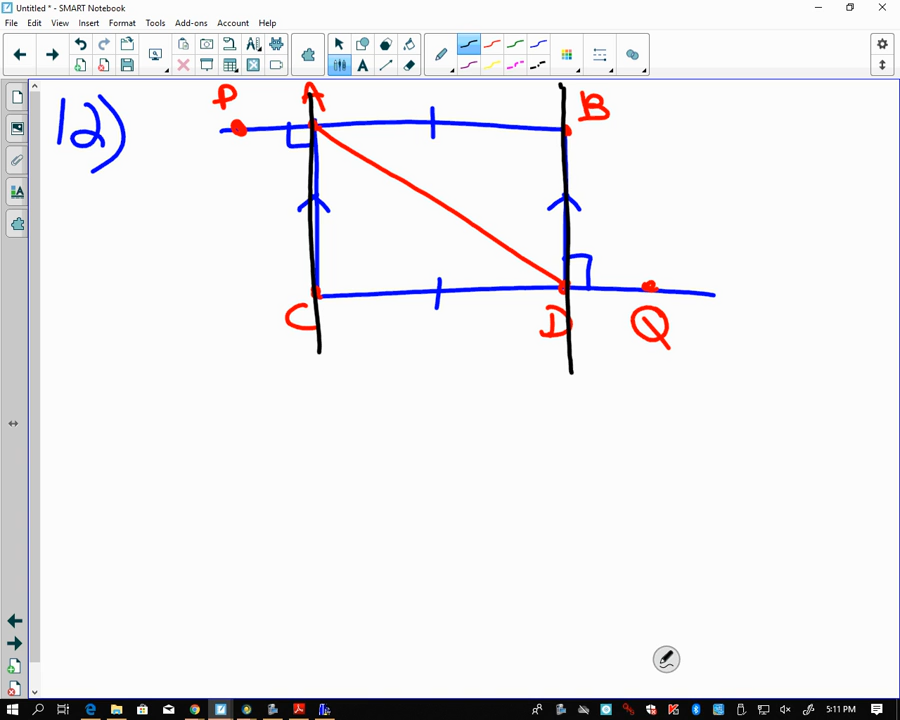 Untitled * - SMART Notebook
File Edit View Insert Format Tools Add-ons Account Help
12)
P A B
C D Q
5:11 PM